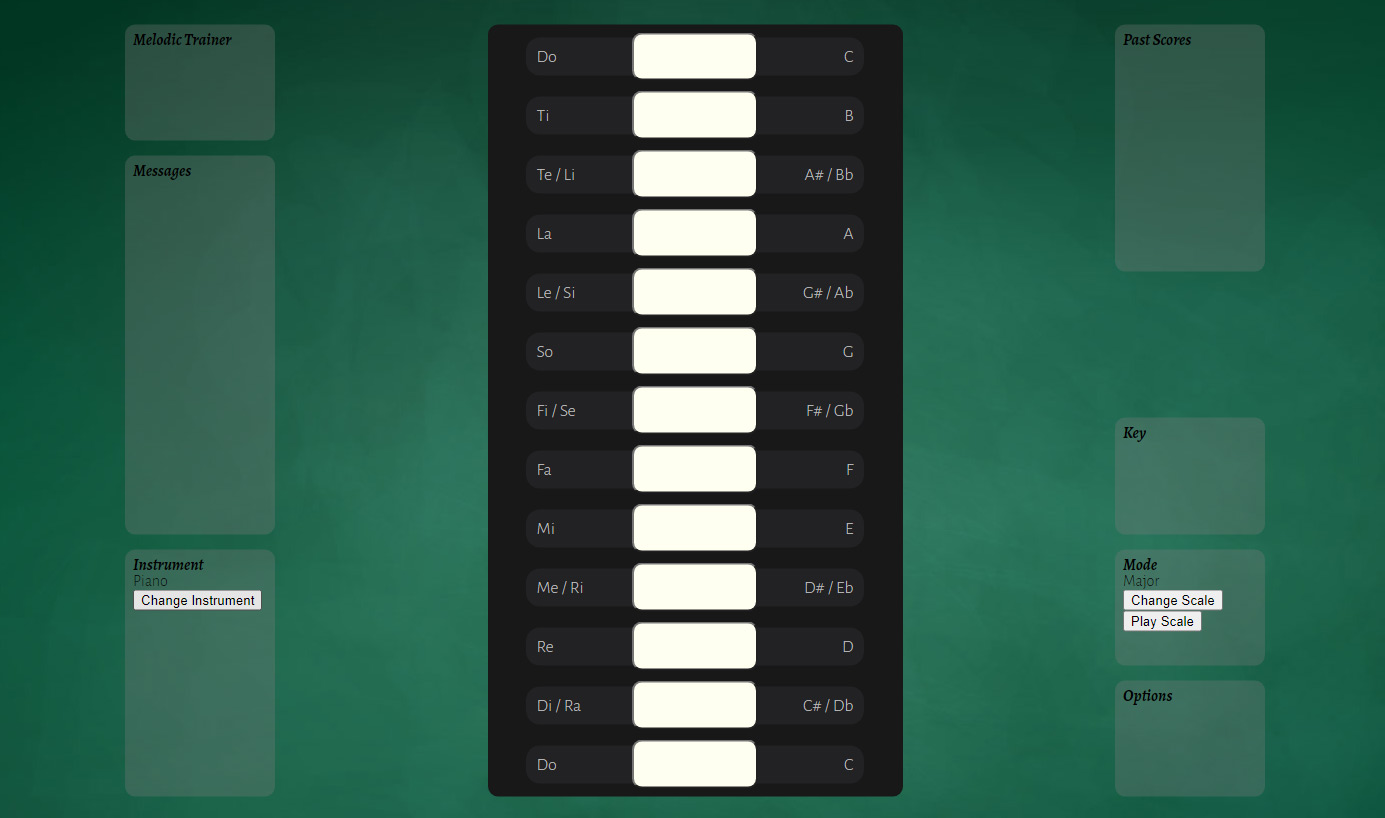 Melodic Trainer
Messages
Instrument
Piano
Change Instrument
Do C
Ti B
Te / Li A# / Bb
La A
Le / Si G# / Ab
So G
Fi / Se F# / Gb
Fa F
Mi E
Me / Ri D# / Eb
Re D
Di / Ra C# / Db
Do C
Past Scores
Key
Mode
Major
Change Scale
Play Scale
Options